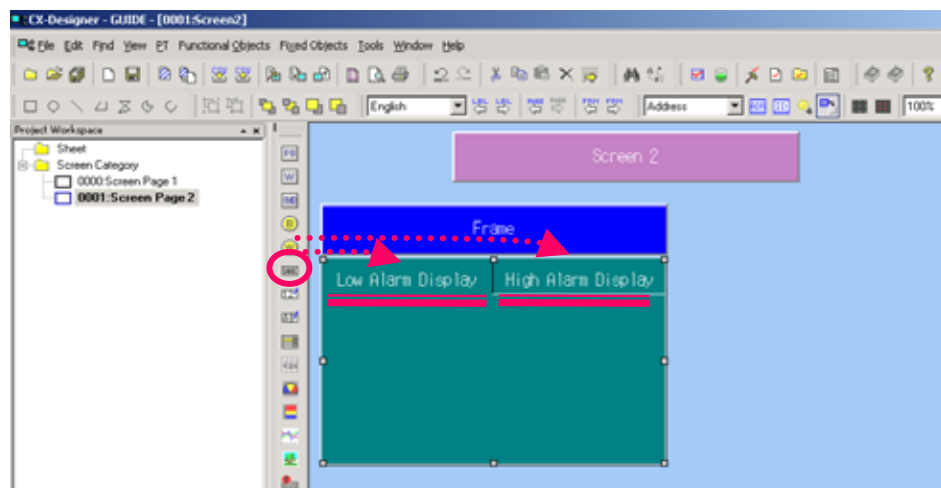 CX-Designer - GUIDE - [0001:Screen2]
File Edit Find View PT Functional Objects Fixed Objects Tools Window Help
English Address 100%
Project Workspace
Sheet
Screen Category
0000:Screen Page 1
0001:Screen Page 2
PB
W
Screen 2
Frame
Low Alarm Display High Alarm Display